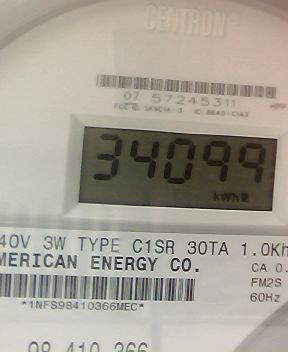 CENTRON®
07 57245311
34099
kWh
40V 3W TYPE C1SR 30TA 1.0Kh
MERICAN ENERGY CO.
CA 0.
FM2S
*1NFS98410366MEC*
60Hz
98 410 366